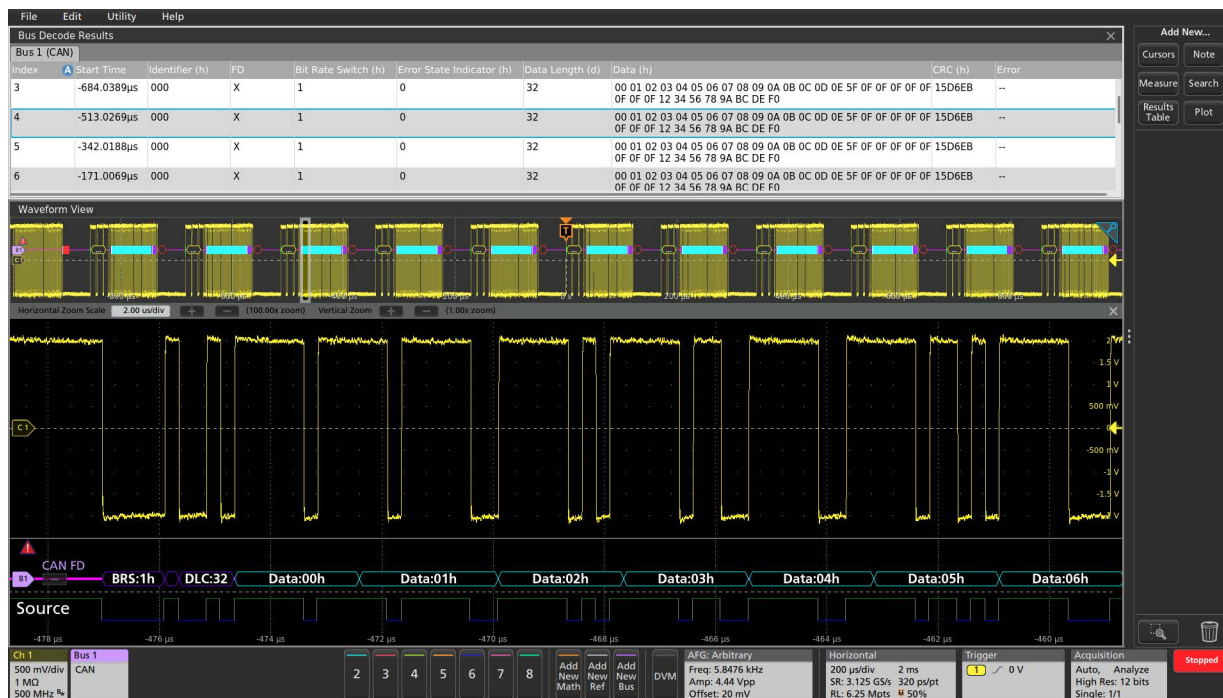 File Edit Utility Help
Bus Decode Results
Add New...
Bus 1 (CAN)
Cursors Note
Index A Start Time Identifier (h) FD Bit Rate Switch (h) Error State Indicator (h) Data Length (d) Data (h) CRC (h) Error
3 -684.0389µs 000 X 1 0 32 00 01 02 03 04 05 06 07 08 09 0A 0B 0C 0D 0E 5F 0F 0F 0F 0F 0F 15D6EB --
0F 0F 0F 12 34 56 78 9A BC DE F0
Measure Search
Results Table Plot
4 -513.0269µs 000 X 1 0 32 00 01 02 03 04 05 06 07 08 09 0A 0B 0C 0D 0E 5F 0F 0F 0F 0F 0F 15D6EB --
0F 0F 0F 12 34 56 78 9A BC DE F0
5 -342.0188µs 000 X 1 0 32 00 01 02 03 04 05 06 07 08 09 0A 0B 0C 0D 0E 5F 0F 0F 0F 0F 0F 15D6EB --
0F 0F 0F 12 34 56 78 9A BC DE F0
6 -171.0069µs 000 X 1 0 32 00 01 02 03 04 05 06 07 08 09 0A 0B 0C 0D 0E 5F 0F 0F 0F 0F 0F 15D6EB --
0F 0F 0F 12 34 56 78 9A BC DE F0
Waveform View
T
B1
C1
Horizontal Zoom Scale 2.00 us/div + - (100.00x zoom) Vertical Zoom + - (1.00x zoom)
2 V
1.5 V
1 V
500 mV
C 1
-500 mV
-1 V
-1.5 V
CAN FD
B1 BRS:1h DLC:32 Data:00h Data:01h Data:02h Data:03h Data:04h Data:05h Data:06h
Source
-478 µs -476 µs -474 µs -472 µs -470 µs -468 µs -466 µs -464 µs -462 µs -460 µs
Ch 1
500 mV/div
1 MΩ
500 MHz
Bus 1
CAN
2 3 4 5 6 7 8
Add New Math
Add New Ref
Add New Bus
DVM
AFG: Arbitrary
Freq: 5.8476 kHz
Amp: 4.44 Vpp
Offset: 20 mV
Horizontal
200 µs/div 2 ms
SR: 3.125 GS/s 320 ps/pt
RL: 6.25 Mpts 50%
Trigger
1 0 V
Acquisition
Auto, Analyze
High Res: 12 bits
Single: 1/1
Stopped